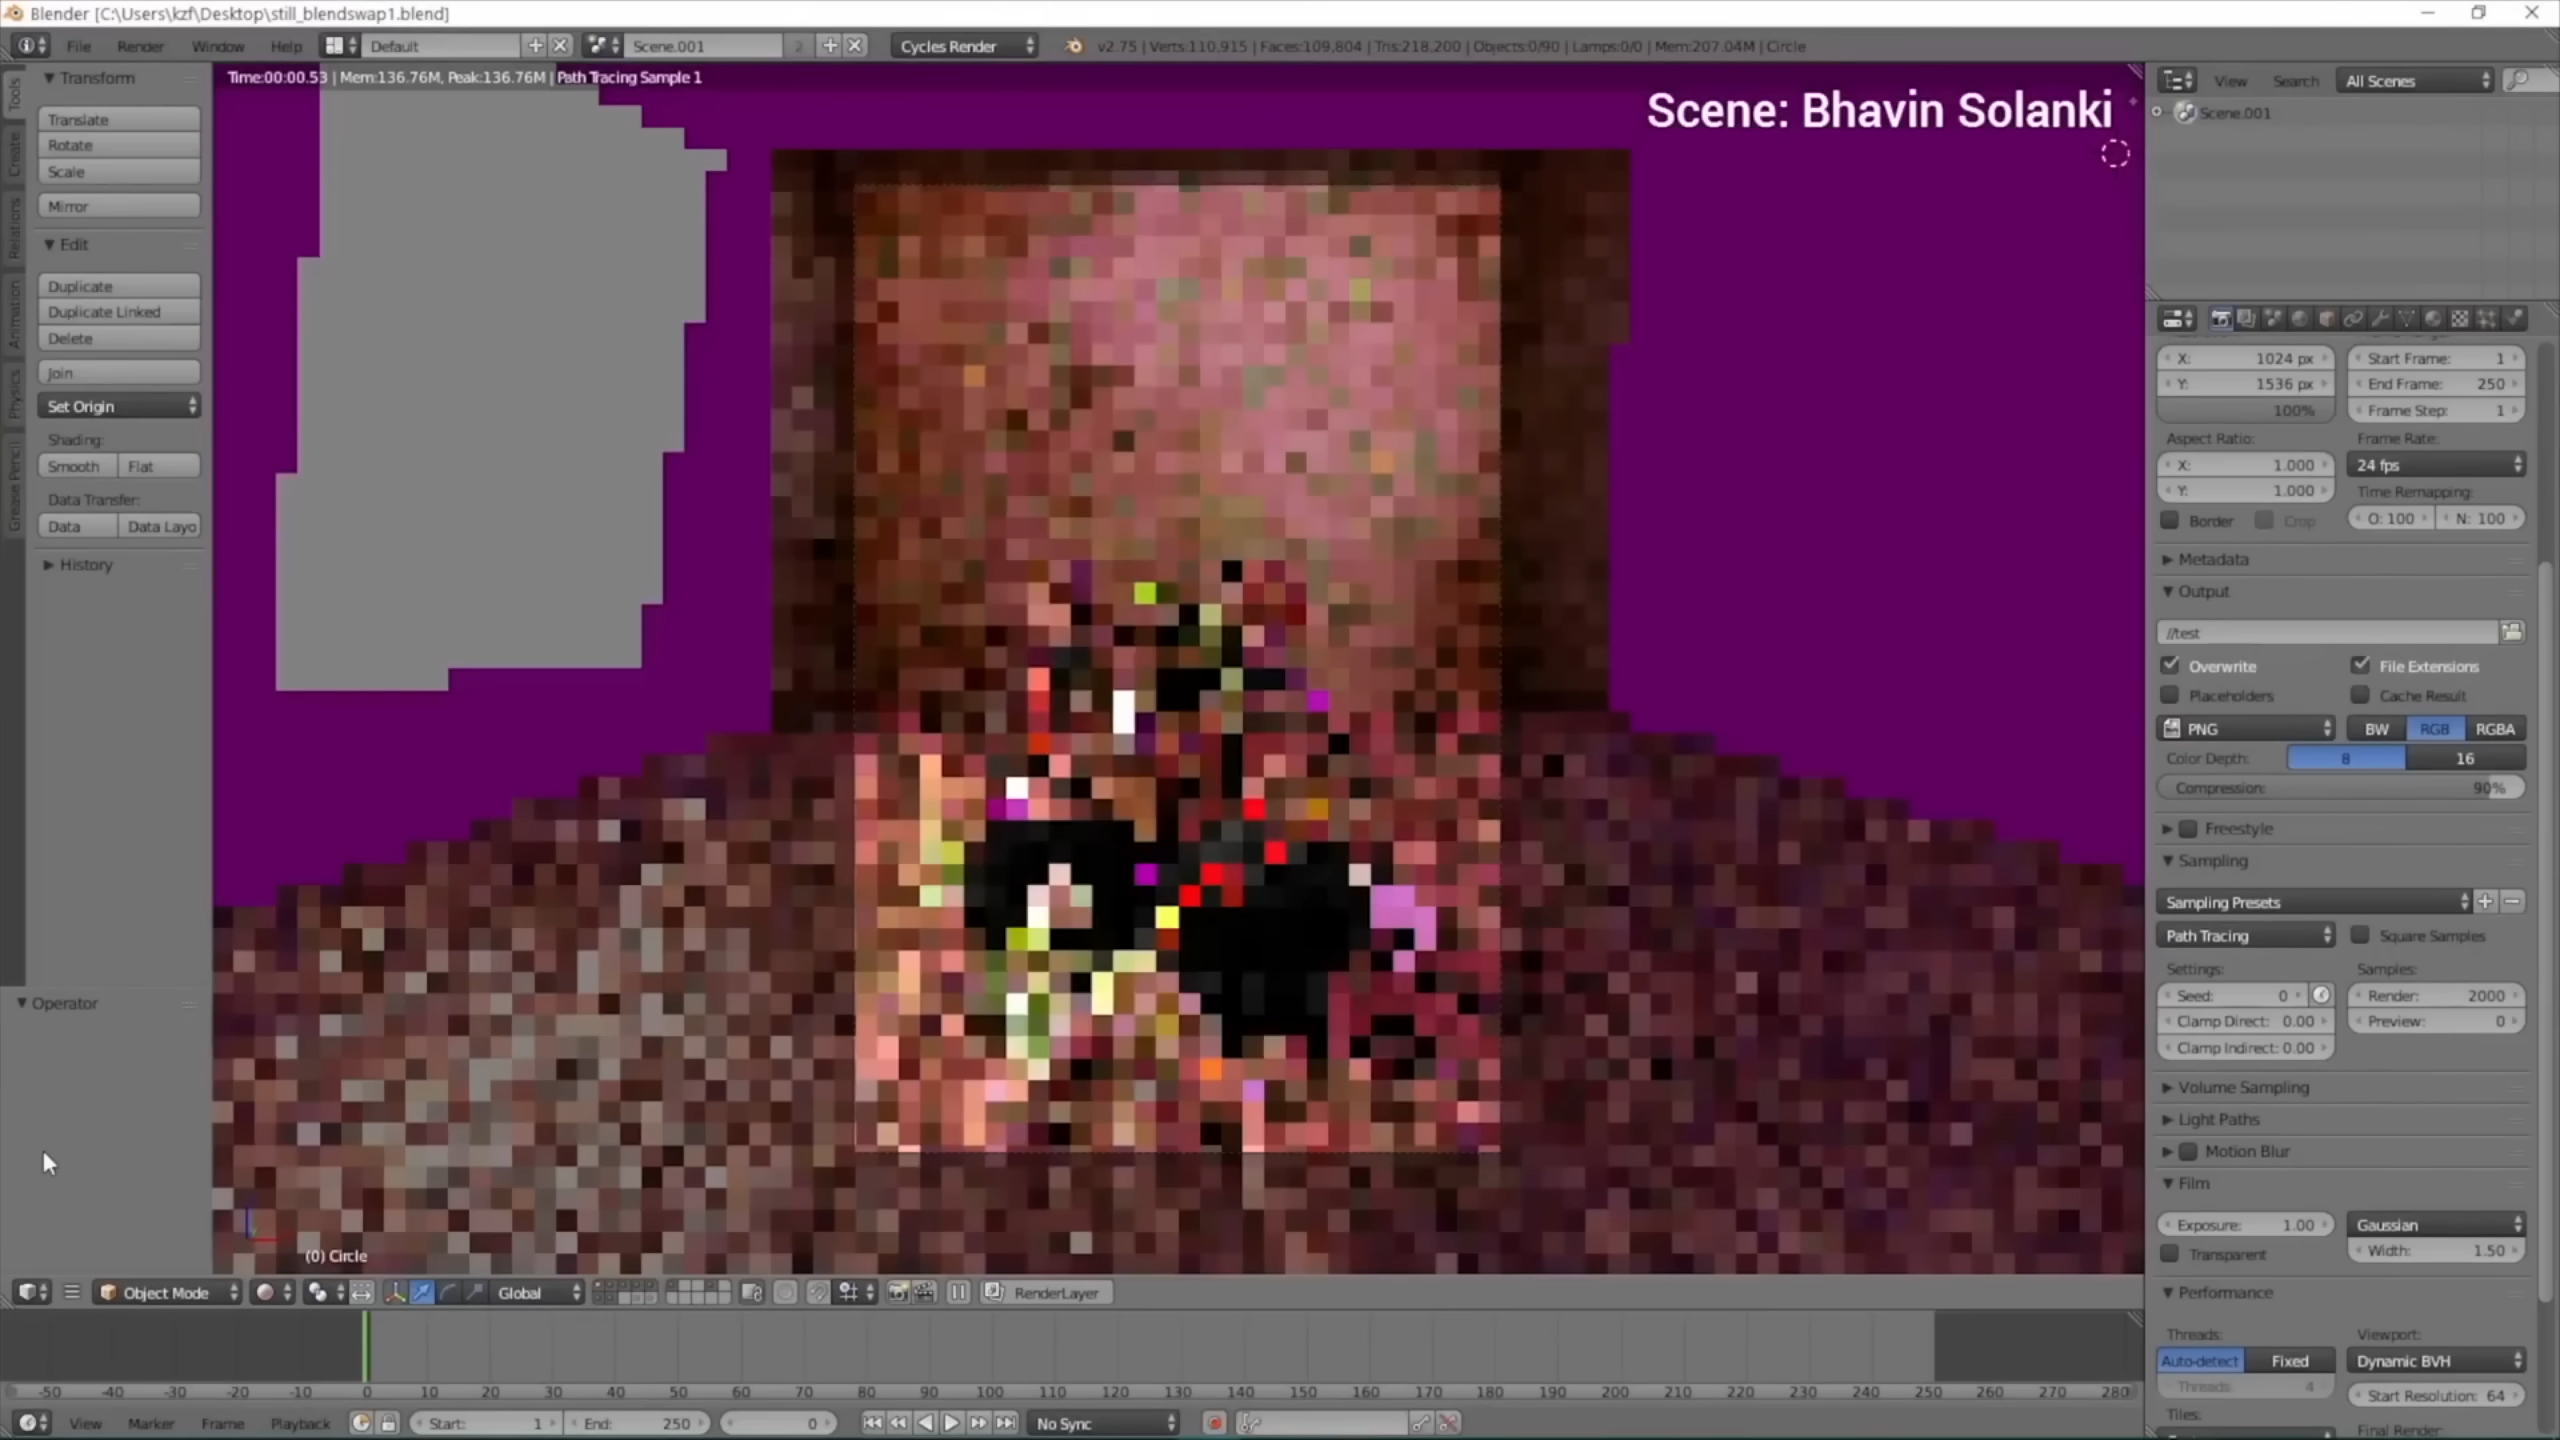 Blender [C:\Users\kzf\Desktop\still_blendswap1.blend]
File Render Window Help Default Scene.001 2 Cycles Render v2.75 | Verts:110,915 | Faces:109,804 | Tris:218,200 | Objects:0/90 | Lamps:0/0 | Mem:207.04M | Circle
Time:00:00.53 | Mem:136.76M, Peak:136.76M | Path Tracing Sample 1
Scene: Bhavin Solanki
Tools
Create
Relations
Animation
Physics
Grease Pencil
Transform
Translate
Rotate
Scale
Mirror
Edit
Duplicate
Duplicate Linked
Delete
Join
Set Origin
Shading:
Smooth Flat
Data Transfer:
Data Data Layo
History
Operator
(0) Circle
Object Mode Global RenderLayer
-50 -40 -30 -20 -10 0 10 20 30 40 50 60 70 80 90 100 110 120 130 140 150 160 170 180 190 200 210 220 230 240 250 260 270 280
View Marker Frame Playback Start: 1 End: 250 0 No Sync
View Search All Scenes
Scene.001
X: 1024 px Start Frame: 1
Y: 1536 px End Frame: 250
100% Frame Step: 1
Aspect Ratio: Frame Rate:
X: 1.000 24 fps
Y: 1.000 Time Remapping:
Border Crop O: 100 N: 100
Metadata
Output
//test
Overwrite File Extensions
Placeholders Cache Result
PNG BW RGB RGBA
Color Depth: 8 16
Compression: 90%
Freestyle
Sampling
Sampling Presets
Path Tracing Square Samples
Settings: Samples:
Seed: 0 Render: 2000
Clamp Direct: 0.00 Preview: 0
Clamp Indirect: 0.00
Volume Sampling
Light Paths
Motion Blur
Film
Exposure: 1.00 Gaussian
Transparent Width: 1.50
Performance
Threads: Viewport:
Auto-detect Fixed Dynamic BVH
Threads: 4 Start Resolution: 64
Tiles: Final Render: